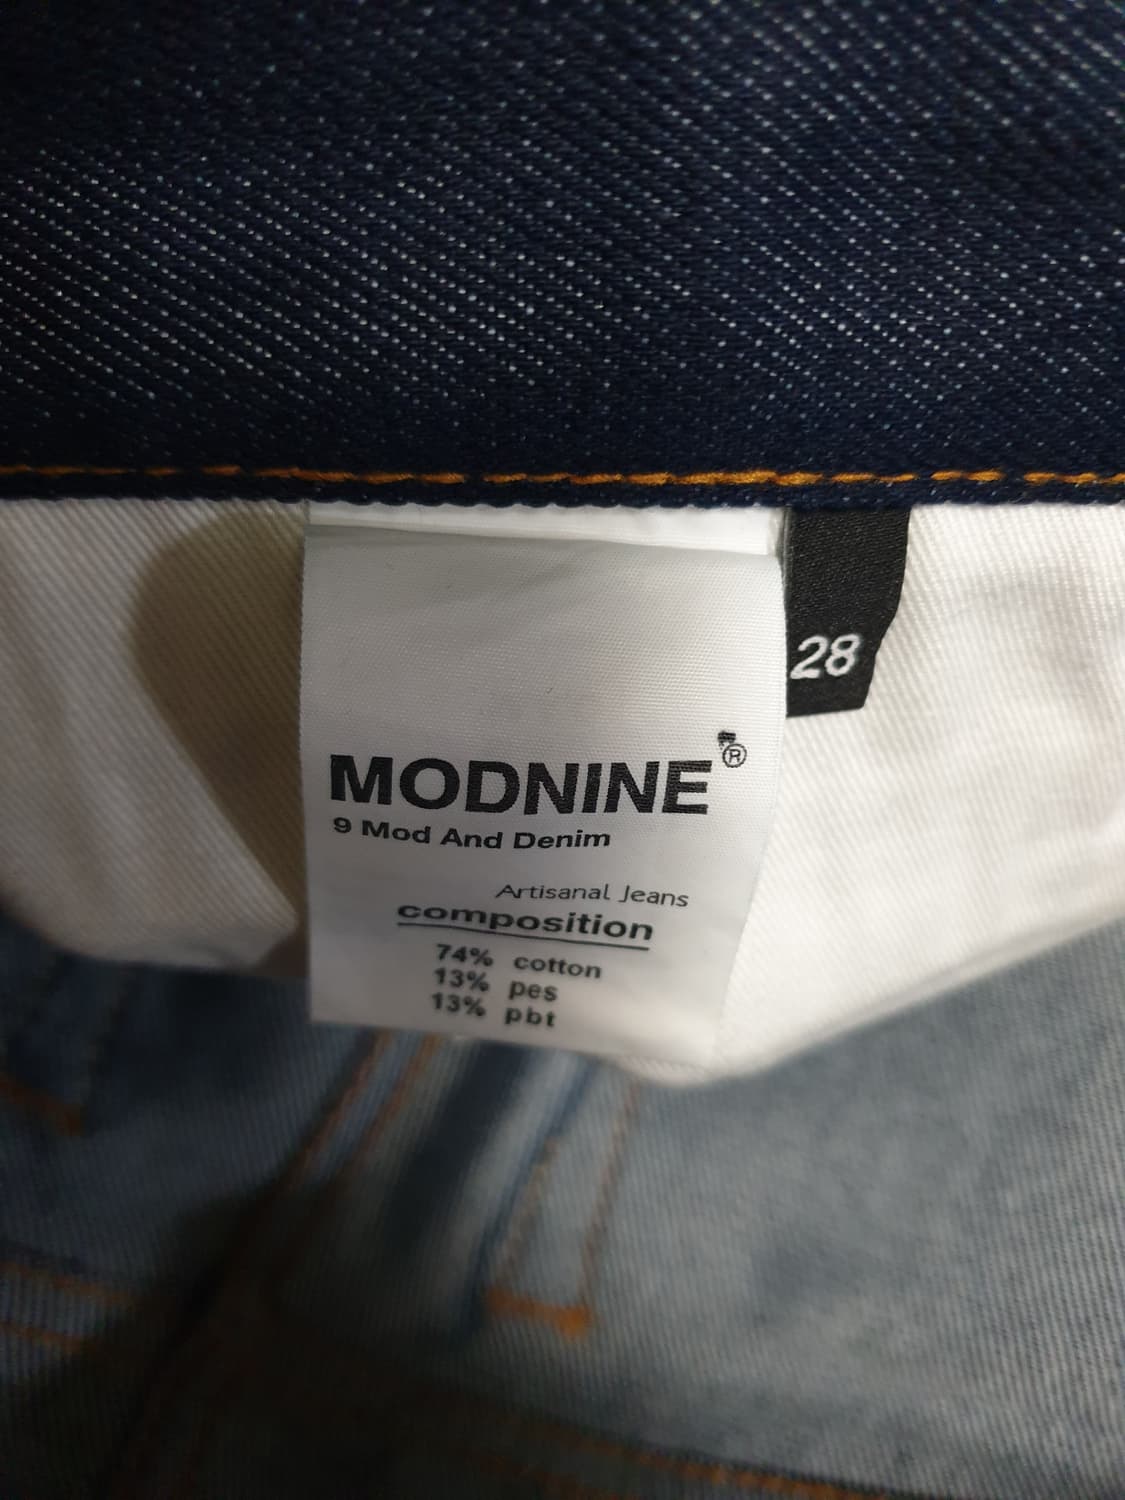 28
MODNINE®
9 Mod And Denim
Artisanal Jeans
composition
74% cotton
13% pes
13% pbt